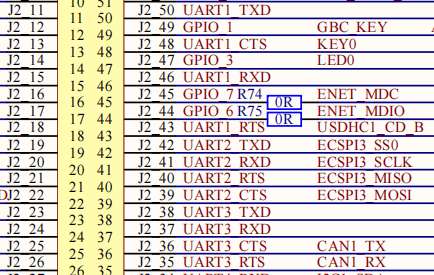 10 51
J2_11 J2_50 UART1_TXD
11 50
J2_12 J2_49 GPIO_1 GBC_KEY
12 49
J2_13 J2_48 UART1_CTS KEY0
13 48
J2_14 J2_47 GPIO_3 LED0
14 47
J2_15 J2_46 UART1_RXD
15 46
J2_16 J2_45 GPIO_7 R74 0R ENET_MDC
16 45
J2_17 J2_44 GPIO_6 R75 0R ENET_MDIO
17 44
J2_18 J2_43 UART1_RTS USDHC1_CD_B
18 43
J2_19 J2_42 UART2_TXD ECSPI3_SS0
19 42
J2_20 J2_41 UART2_RXD ECSPI3_SCLK
20 41
J2_21 J2_40 UART2_RTS ECSPI3_MISO
21 40
J2_22 J2_39 UART2_CTS ECSPI3_MOSI
22 39
J2_23 J2_38 UART3_TXD
23 38
J2_24 J2_37 UART3_RXD
24 37
J2_25 J2_36 UART3_CTS CAN1_TX
25 36
J2_26 J2_35 UART3_RTS CAN1_RX
26 35